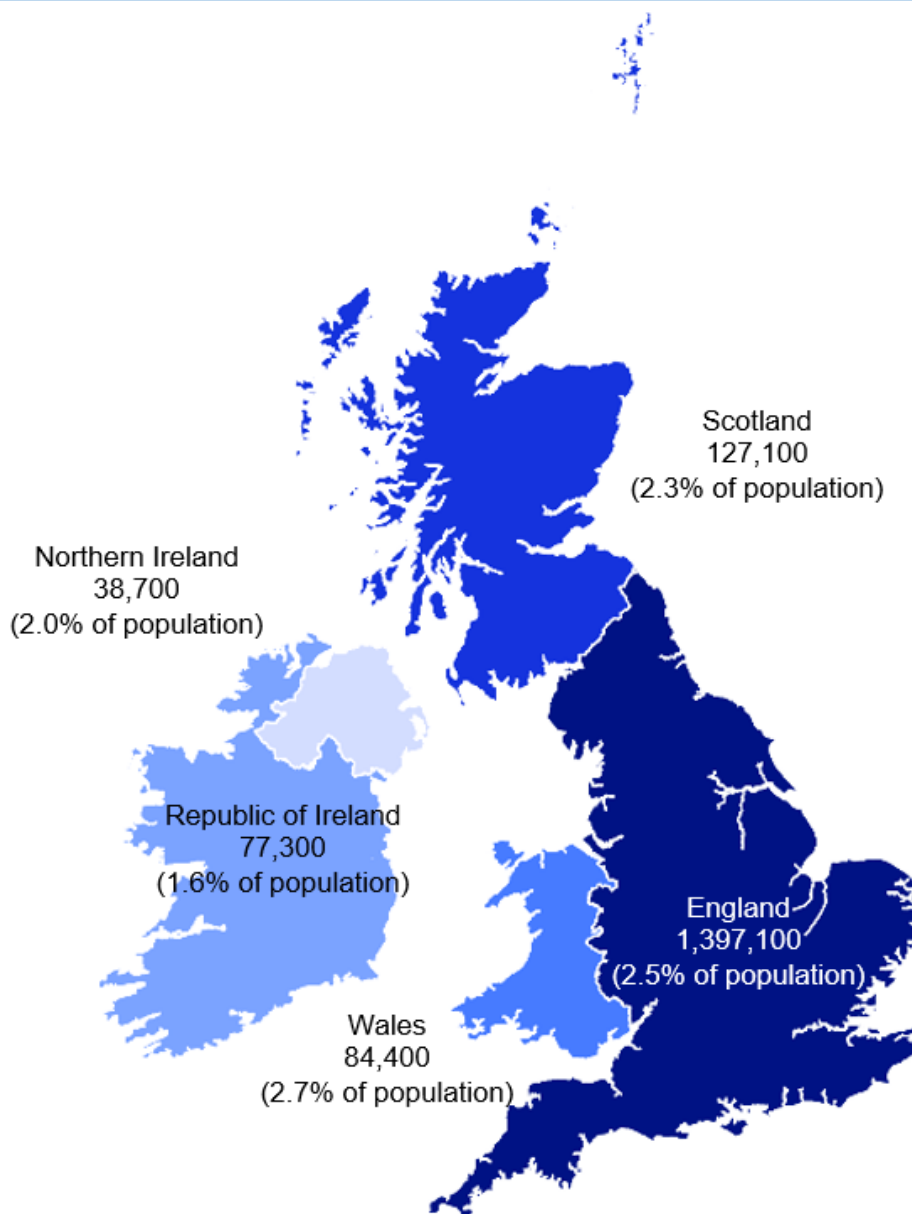 Scotland
127,100
(2.3% of population)
Northern Ireland
38,700
(2.0% of population)
Republic of Ireland
77,300
(1.6% of population)
England
1,397,100
(2.5% of population)
Wales
84,400
(2.7% of population)